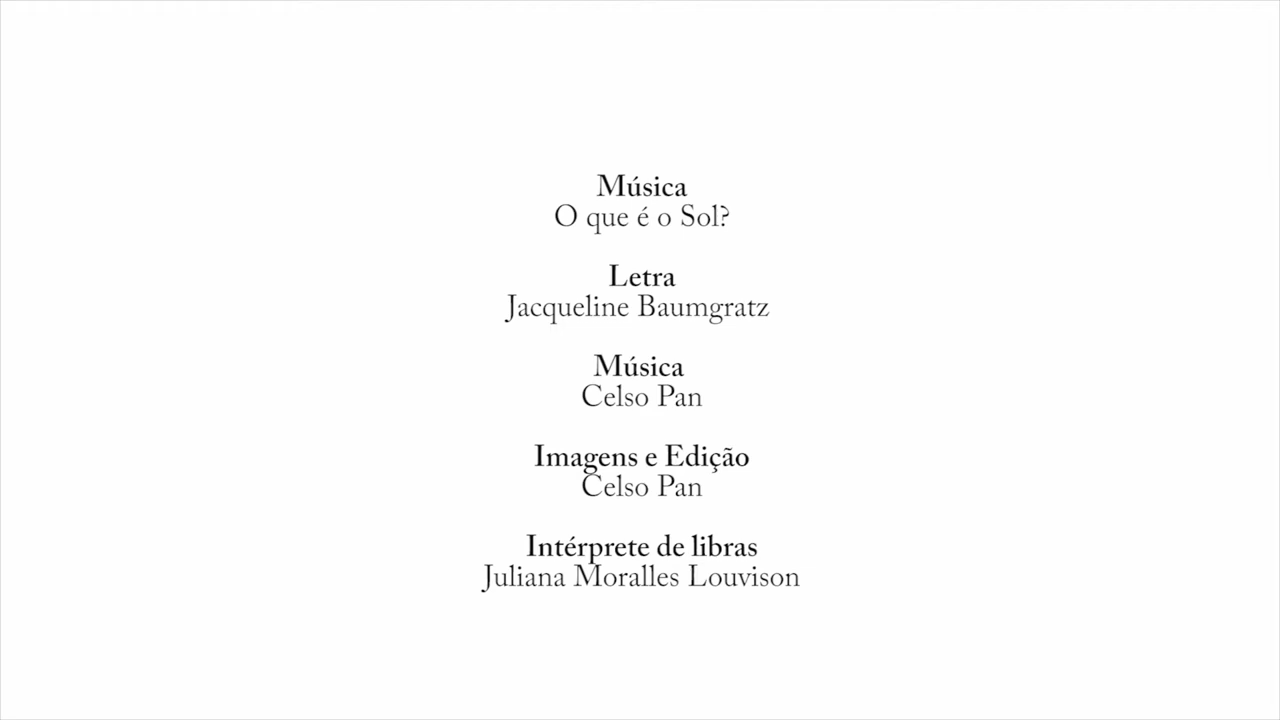 Música
O que é o Sol?
Letra
Jacqueline Baumgratz
Música
Celso Pan
Imagens e Edição
Celso Pan
Intérprete de libras
Juliana Moralles Louvison